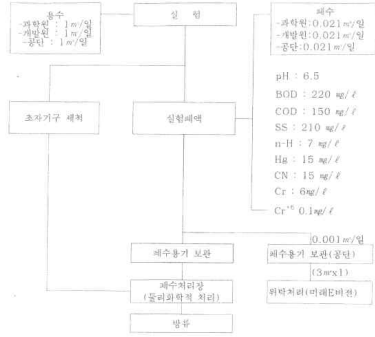 용수
-과학원 : 1㎥/일
-개발원 : 1㎥/일
-공단 : 1㎥/일
실 험
폐수
-과학원:0.021㎥/일
-개발원:0.021㎥/일
-공단:0.021㎥/일
pH : 6.5
BOD : 220 ㎎/ℓ
COD : 150 ㎎/ℓ
SS : 210 ㎎/ℓ
n-H : 7 ㎎/ℓ
Hg : 15 ㎎/ℓ
CN : 15 ㎎/ℓ
Cr : 6㎎/ℓ
Cr⁺⁶ 0.1㎎/ℓ
초자기구 세척
실험폐액
0.001㎥/일
폐수용기 보관
폐수용기 보관(공단)
(3㎥x1)
폐수처리장
(물리화학적 처리)
위탁처리(미래E비젼)
방류